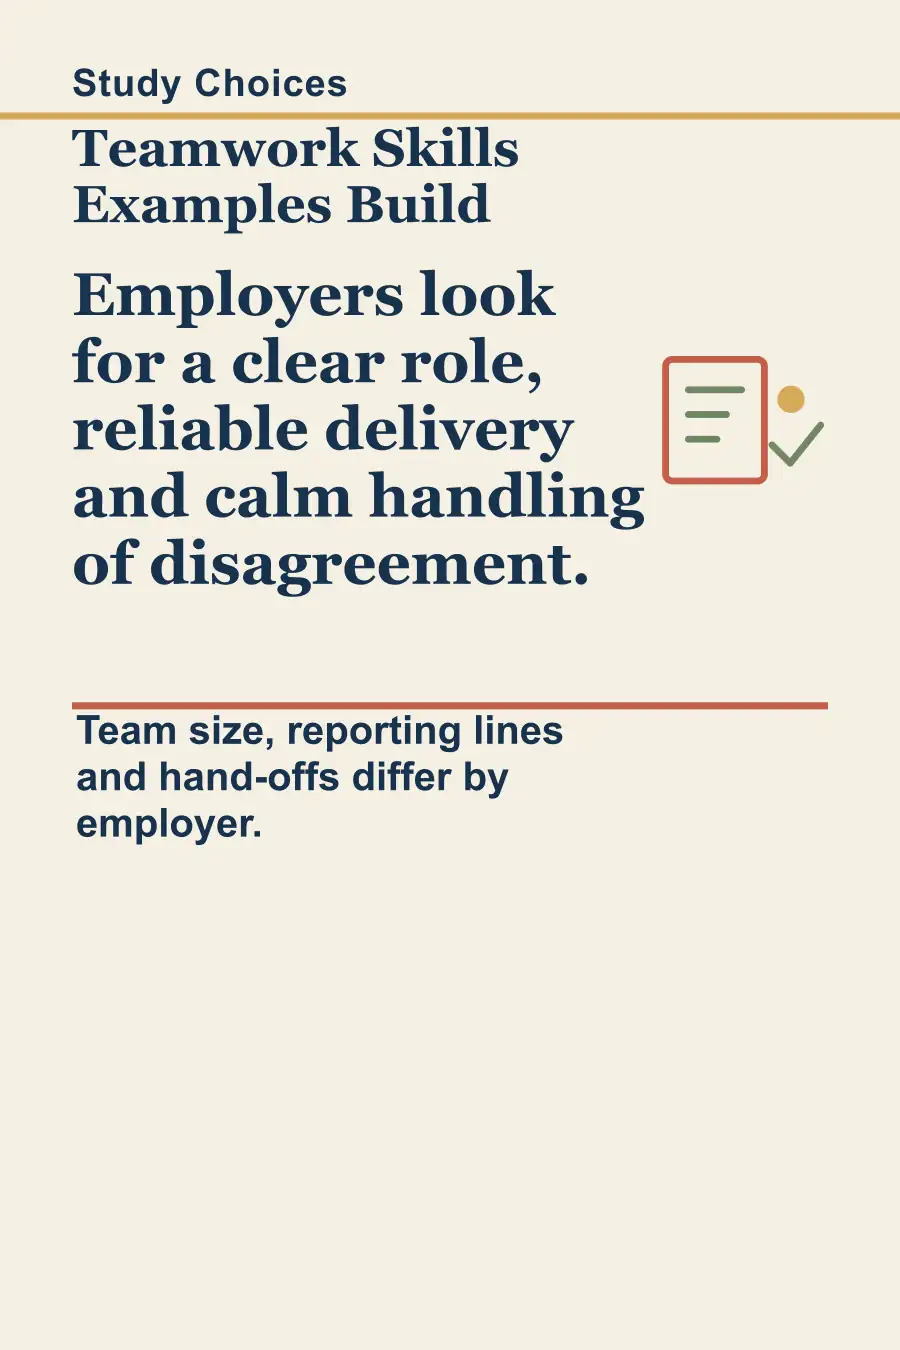 Study Choices
Teamwork Skills
Examples Build
Employers look
for a clear role,
reliable delivery
and calm handling
of disagreement.
Team size, reporting lines
and hand-offs differ by
employer.